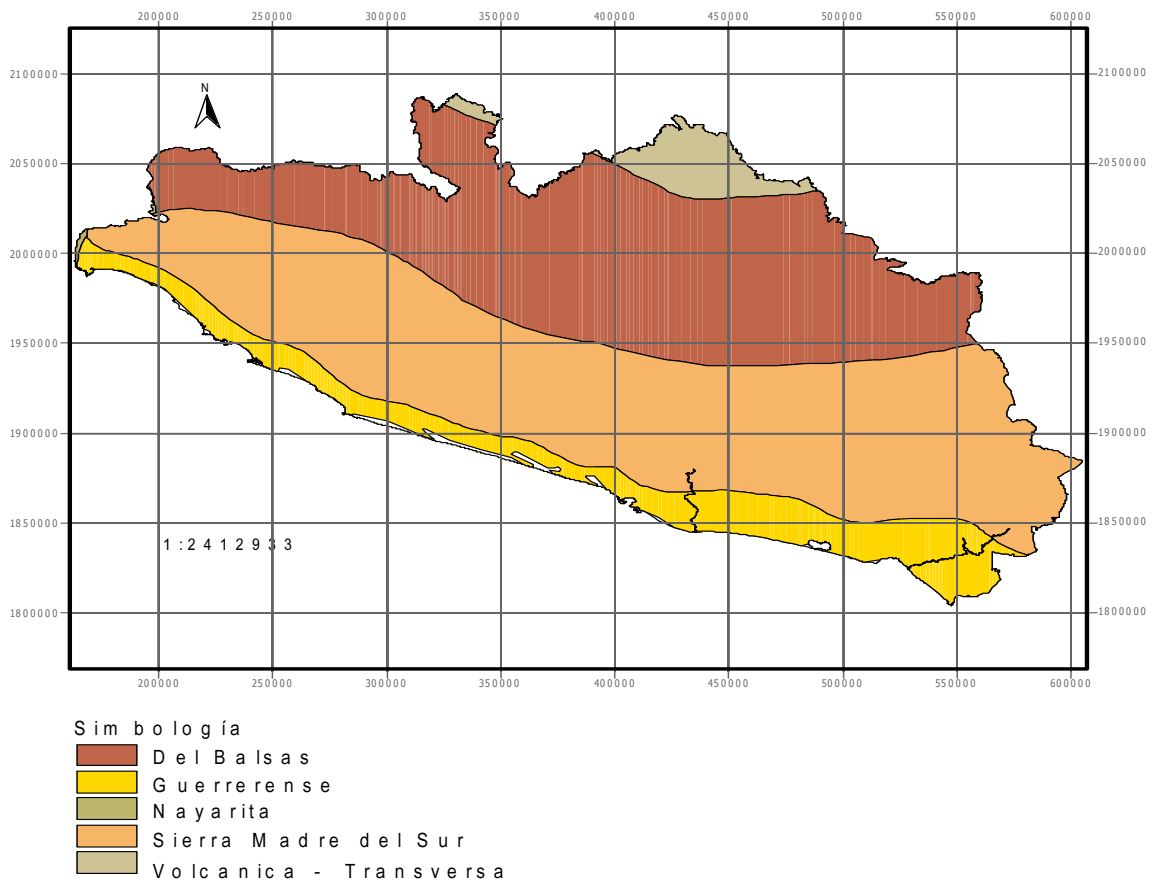 200000 250000 300000 350000 400000 450000 500000 550000 600000
2100000 2100000
N
2050000 2050000
2000000 2000000
1950000 1950000
1900000 1900000
1850000 1850000
1:2412933
1800000 1800000
200000 250000 300000 350000 400000 450000 500000 550000 600000
Simbología
Del Balsas
Guerrerense
Nayarita
Sierra Madre del Sur
Volcanica - Transversa